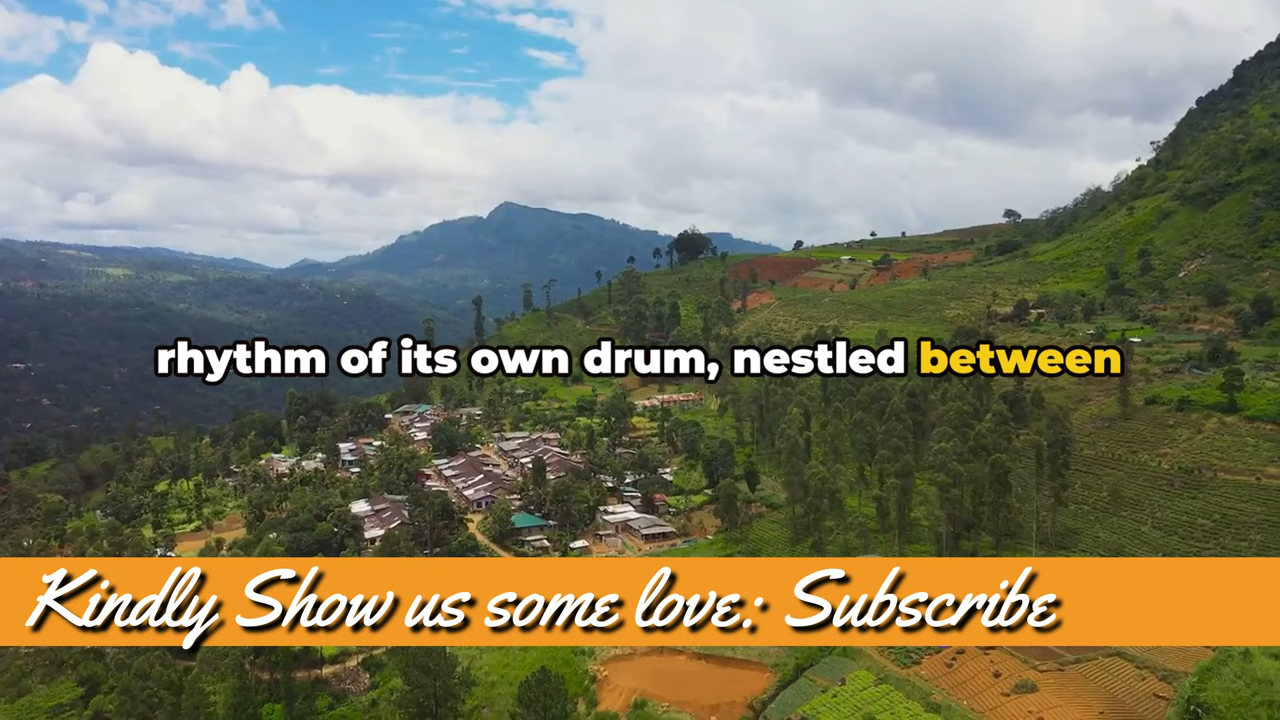 rhythm of its own drum, nestled between
Kindly Show us some love: Subscribe